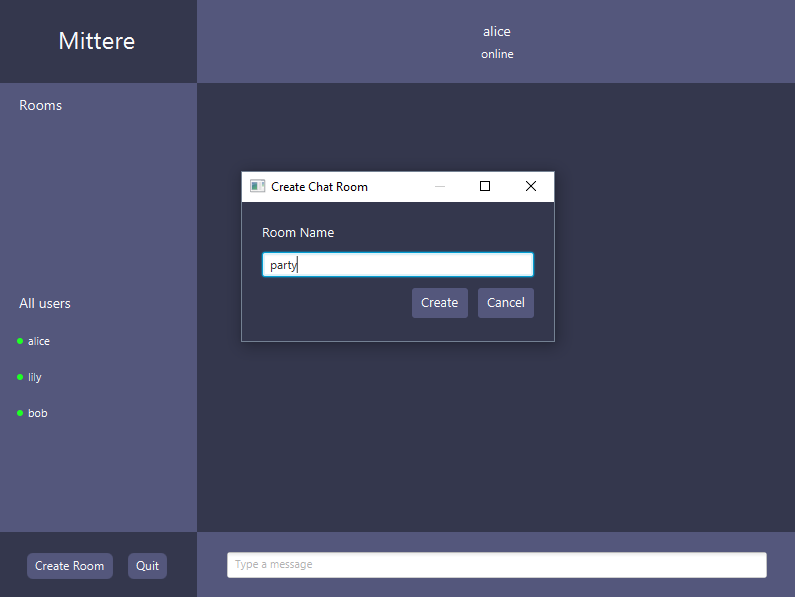 Mittere
alice
online
Rooms
Create Chat Room
Room Name
party
Create Cancel
All users
alice
lily
bob
Create Room Quit
Type a message